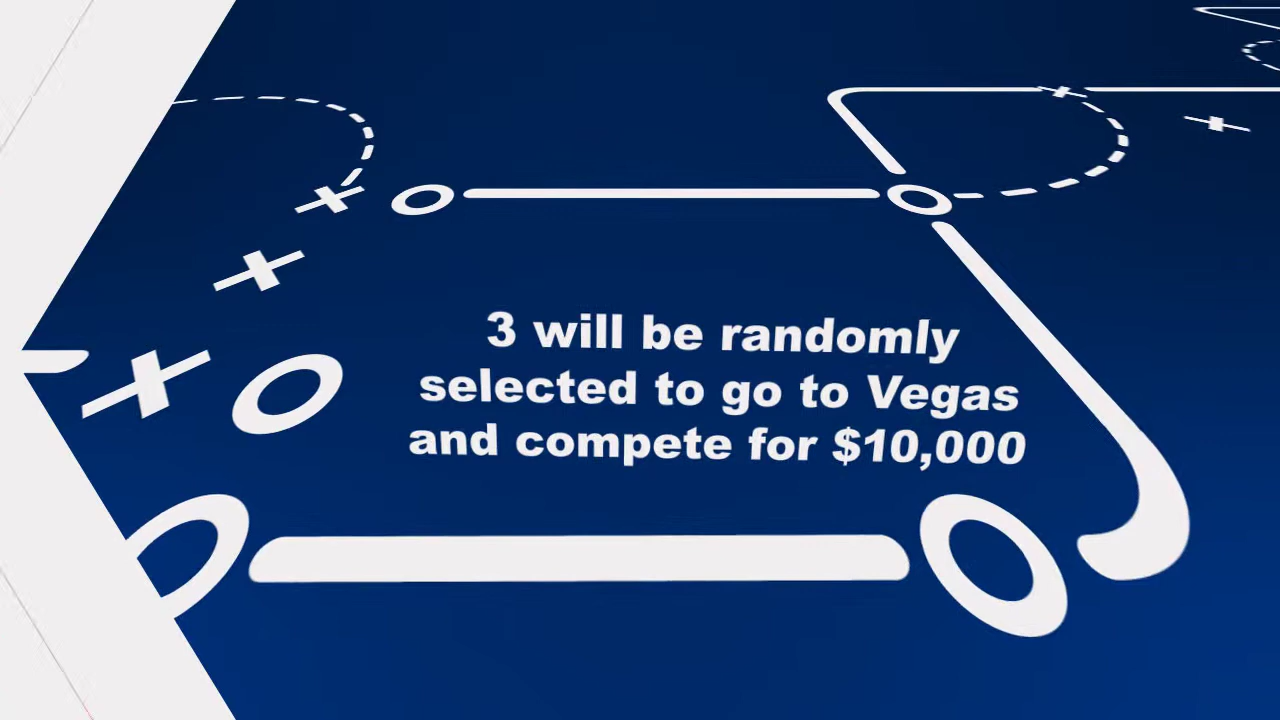 3 will be randomly
selected to go to Vegas
and compete for $10,000